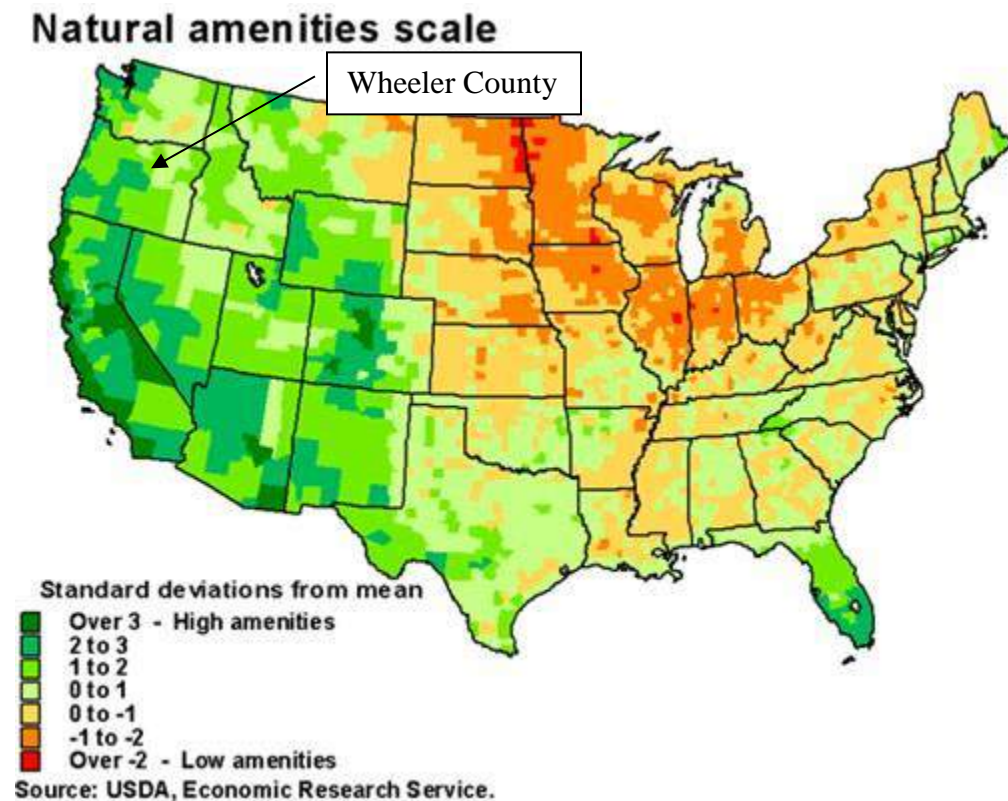 Natural amenities scale
Wheeler County
Standard deviations from mean
Over 3 - High amenities
2 to 3
1 to 2
0 to 1
0 to -1
-1 to -2
Over -2 - Low amenities
Source: USDA, Economic Research Service.